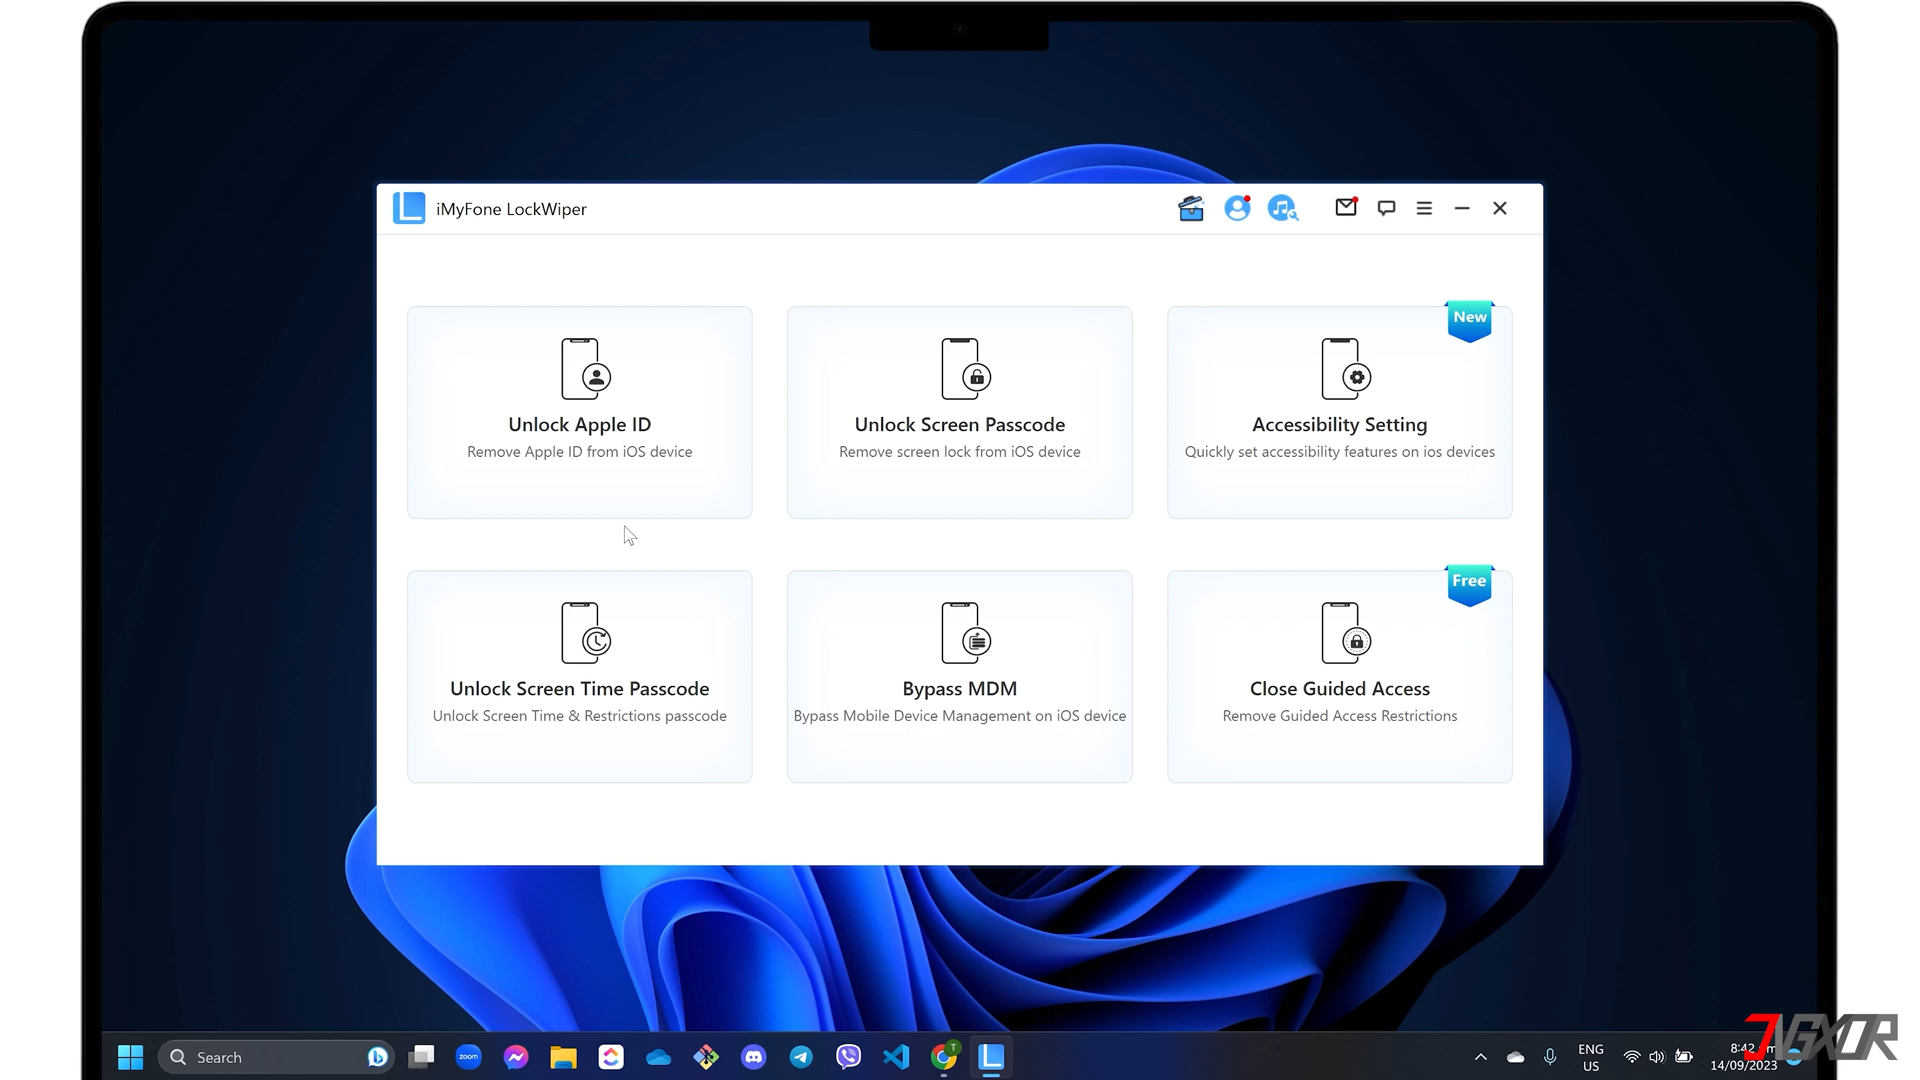 iMyFone LockWiper
New
Unlock Apple ID
Remove Apple ID from iOS device
Unlock Screen Passcode
Remove screen lock from iOS device
Accessibility Setting
Quickly set accessibility features on ios devices
Free
Unlock Screen Time Passcode
Unlock Screen Time & Restrictions passcode
Bypass MDM
Bypass Mobile Device Management on iOS device
Close Guided Access
Remove Guided Access Restrictions
Search
zoom
T
ENG
US
8:42
14/09/2023
JVGXOR